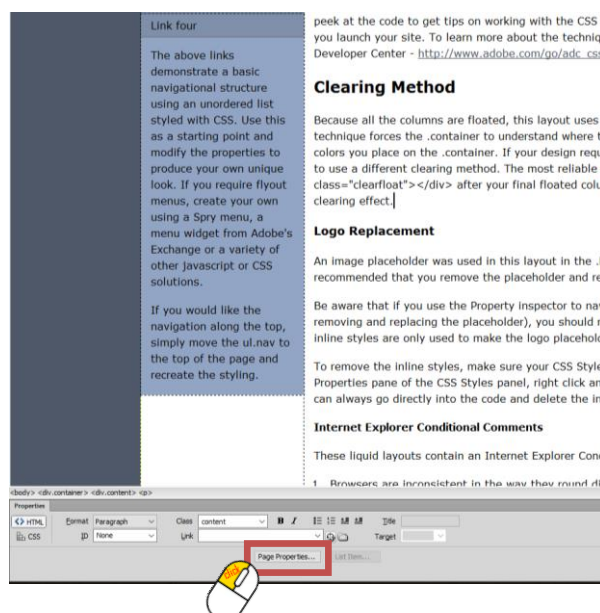 Link four
The above links
demonstrate a basic
navigational structure
using an unordered list
styled with CSS. Use this
as a starting point and
modify the properties to
produce your own unique
look. If you require flyout
menus, create your own
using a Spry menu, a
menu widget from Adobe's
Exchange or a variety of
other javascript or CSS
solutions.
If you would like the
navigation along the top,
simply move the ul.nav to
the top of the page and
recreate the styling.
peek at the code to get tips on working with the CSS
you launch your site. To learn more about the
Developer Center - http://www.adobe.com/go/adc_css
Clearing Method
Because all the columns are floated, this layout uses
technique forces the .container to understand where
colors you place on the .container. If your design
to use a different clearing method. The most reliable
class="clearfloat"></div> after your final floated
clearing effect.
Logo Replacement
An image placeholder was used in this layout in the
recommended that you remove the placeholder and
Be aware that if you use the Property inspector to
removing and replacing the placeholder), you should
inline styles are only used to make the logo
To remove the inline styles, make sure your CSS
Properties pane of the CSS Styles panel, right click
can always go directly into the code and delete the
Internet Explorer Conditional Comments
These liquid layouts contain an Internet Explorer
1. Browsers are inconsistent in the way they round
<body> <div.container> <div.content> <p>
Properties
<> HTML Format Paragraph Class content B I Title
CSS ID None Link Target
Page Properties... List Item...
click